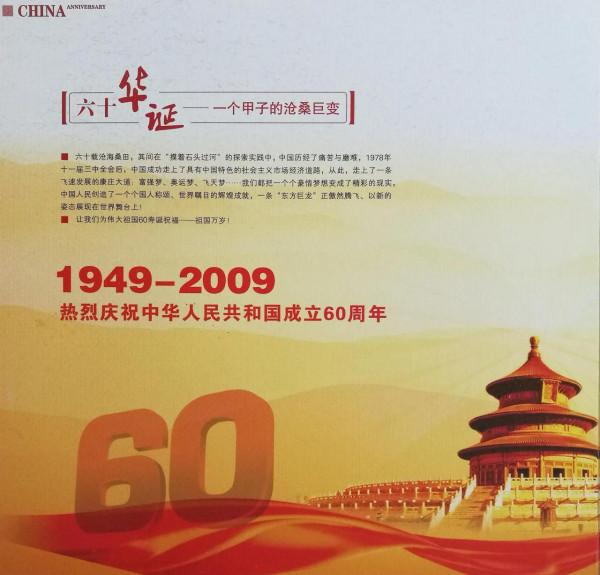 CHINA ANNIVERSARY
六十华诞——一个甲子的沧桑巨变
六十载沧海桑田，其间在“摸着石头过河”的探索实践中，中国历经了痛苦与磨难，1978年
十一届三中全会后，中国成功走上了具有中国特色的社会主义市场经济道路，从此，走上了一条
飞速发展的康庄大道：富强梦、奥运梦、飞天梦……我们都把一个个豪情梦想变成了精彩的现实。
中国人民创造了一个个国人称颂、世界瞩目的辉煌成就，一条“东方巨龙”正傲然腾飞、以新的
姿态展现在世界舞台上！
让我们为伟大祖国60寿诞祝福——祖国万岁！
1949-2009
热烈庆祝中华人民共和国成立60周年
60